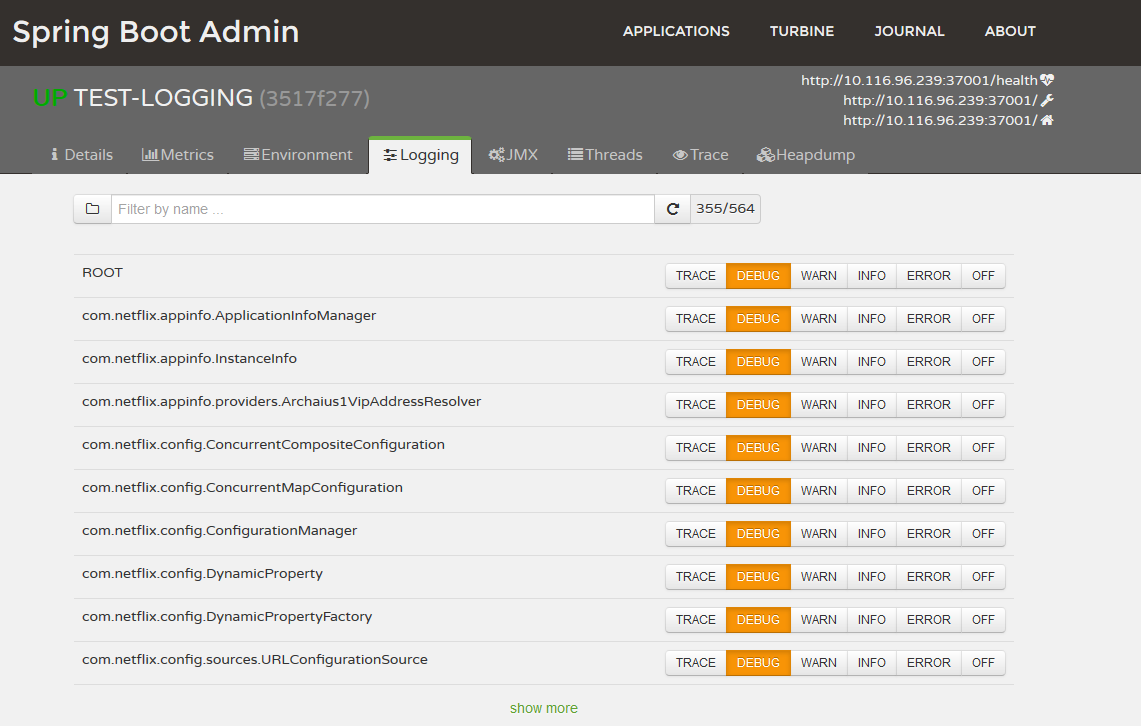 Spring Boot Admin APPLICATIONS TURBINE JOURNAL ABOUT
UP TEST-LOGGING (3517f277)
http://10.116.96.239:37001/health
http://10.116.96.239:37001/
http://10.116.96.239:37001/
Details Metrics Environment Logging JMX Threads Trace Heapdump
Filter by name ... 355/564
ROOT TRACE DEBUG WARN INFO ERROR OFF
com.netflix.appinfo.ApplicationInfoManager TRACE DEBUG WARN INFO ERROR OFF
com.netflix.appinfo.InstanceInfo TRACE DEBUG WARN INFO ERROR OFF
com.netflix.appinfo.providers.Archaius1VipAddressResolver TRACE DEBUG WARN INFO ERROR OFF
com.netflix.config.ConcurrentCompositeConfiguration TRACE DEBUG WARN INFO ERROR OFF
com.netflix.config.ConcurrentMapConfiguration TRACE DEBUG WARN INFO ERROR OFF
com.netflix.config.ConfigurationManager TRACE DEBUG WARN INFO ERROR OFF
com.netflix.config.DynamicProperty TRACE DEBUG WARN INFO ERROR OFF
com.netflix.config.DynamicPropertyFactory TRACE DEBUG WARN INFO ERROR OFF
com.netflix.config.sources.URLConfigurationSource TRACE DEBUG WARN INFO ERROR OFF
show more